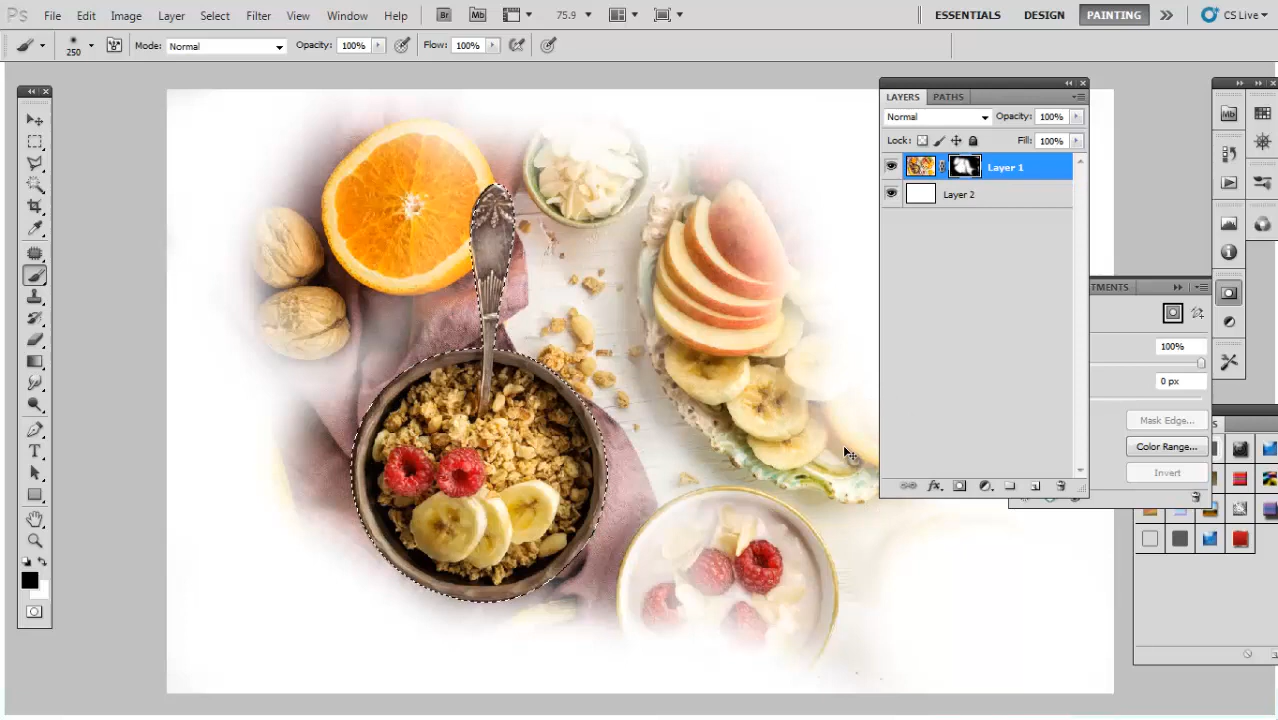 Ps File Edit Image Layer Select Filter View Window Help Br Mb 75.9 ESSENTIALS DESIGN PAINTING CS Live
250 Mode: Normal Opacity: 100% Flow: 100%
LAYERS PATHS
Normal Opacity: 100%
Lock: Fill: 100%
Layer 1
Layer 2
fx
Mb
TMENTS
100%
0 px
Mask Edge...
Color Range...
Invert
S
T